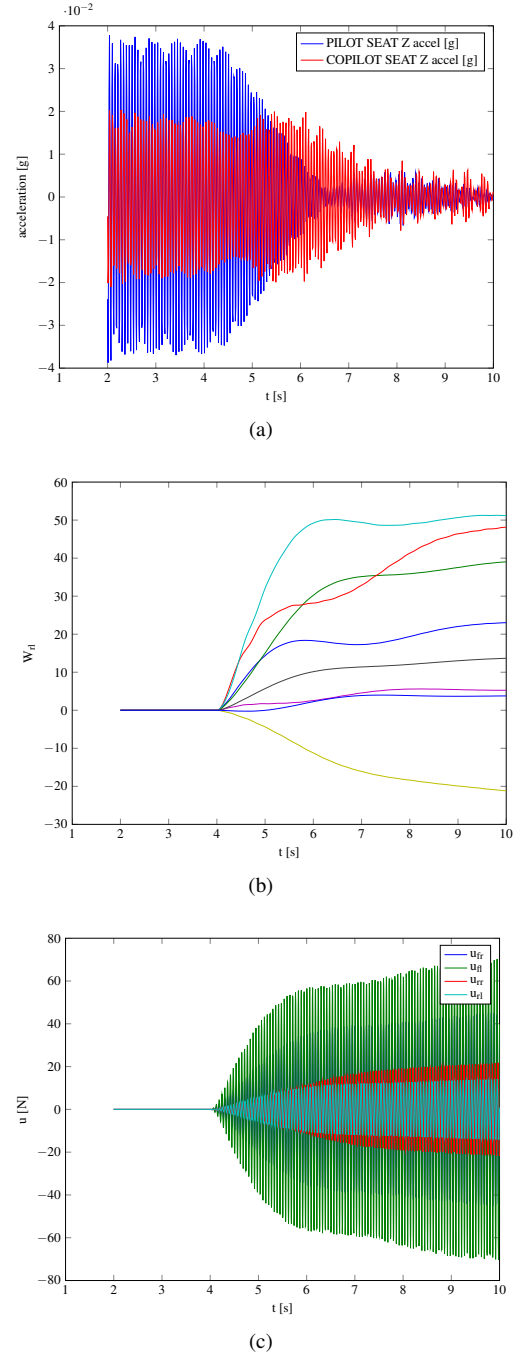 ·10⁻²
4
3
2
1
0
−1
−2
−3
−4
acceleration [g]
PILOT SEAT Z accel [g]
COPILOT SEAT Z accel [g]
1 2 3 4 5 6 7 8 9 10
t [s]
(a)
60
50
40
30
20
10
0
−10
−20
−30
W_rl
1 2 3 4 5 6 7 8 9 10
t [s]
(b)
80
60
40
20
0
−20
−40
−60
−80
u [N]
u_fr
u_fl
u_rr
u_rl
1 2 3 4 5 6 7 8 9 10
t [s]
(c)